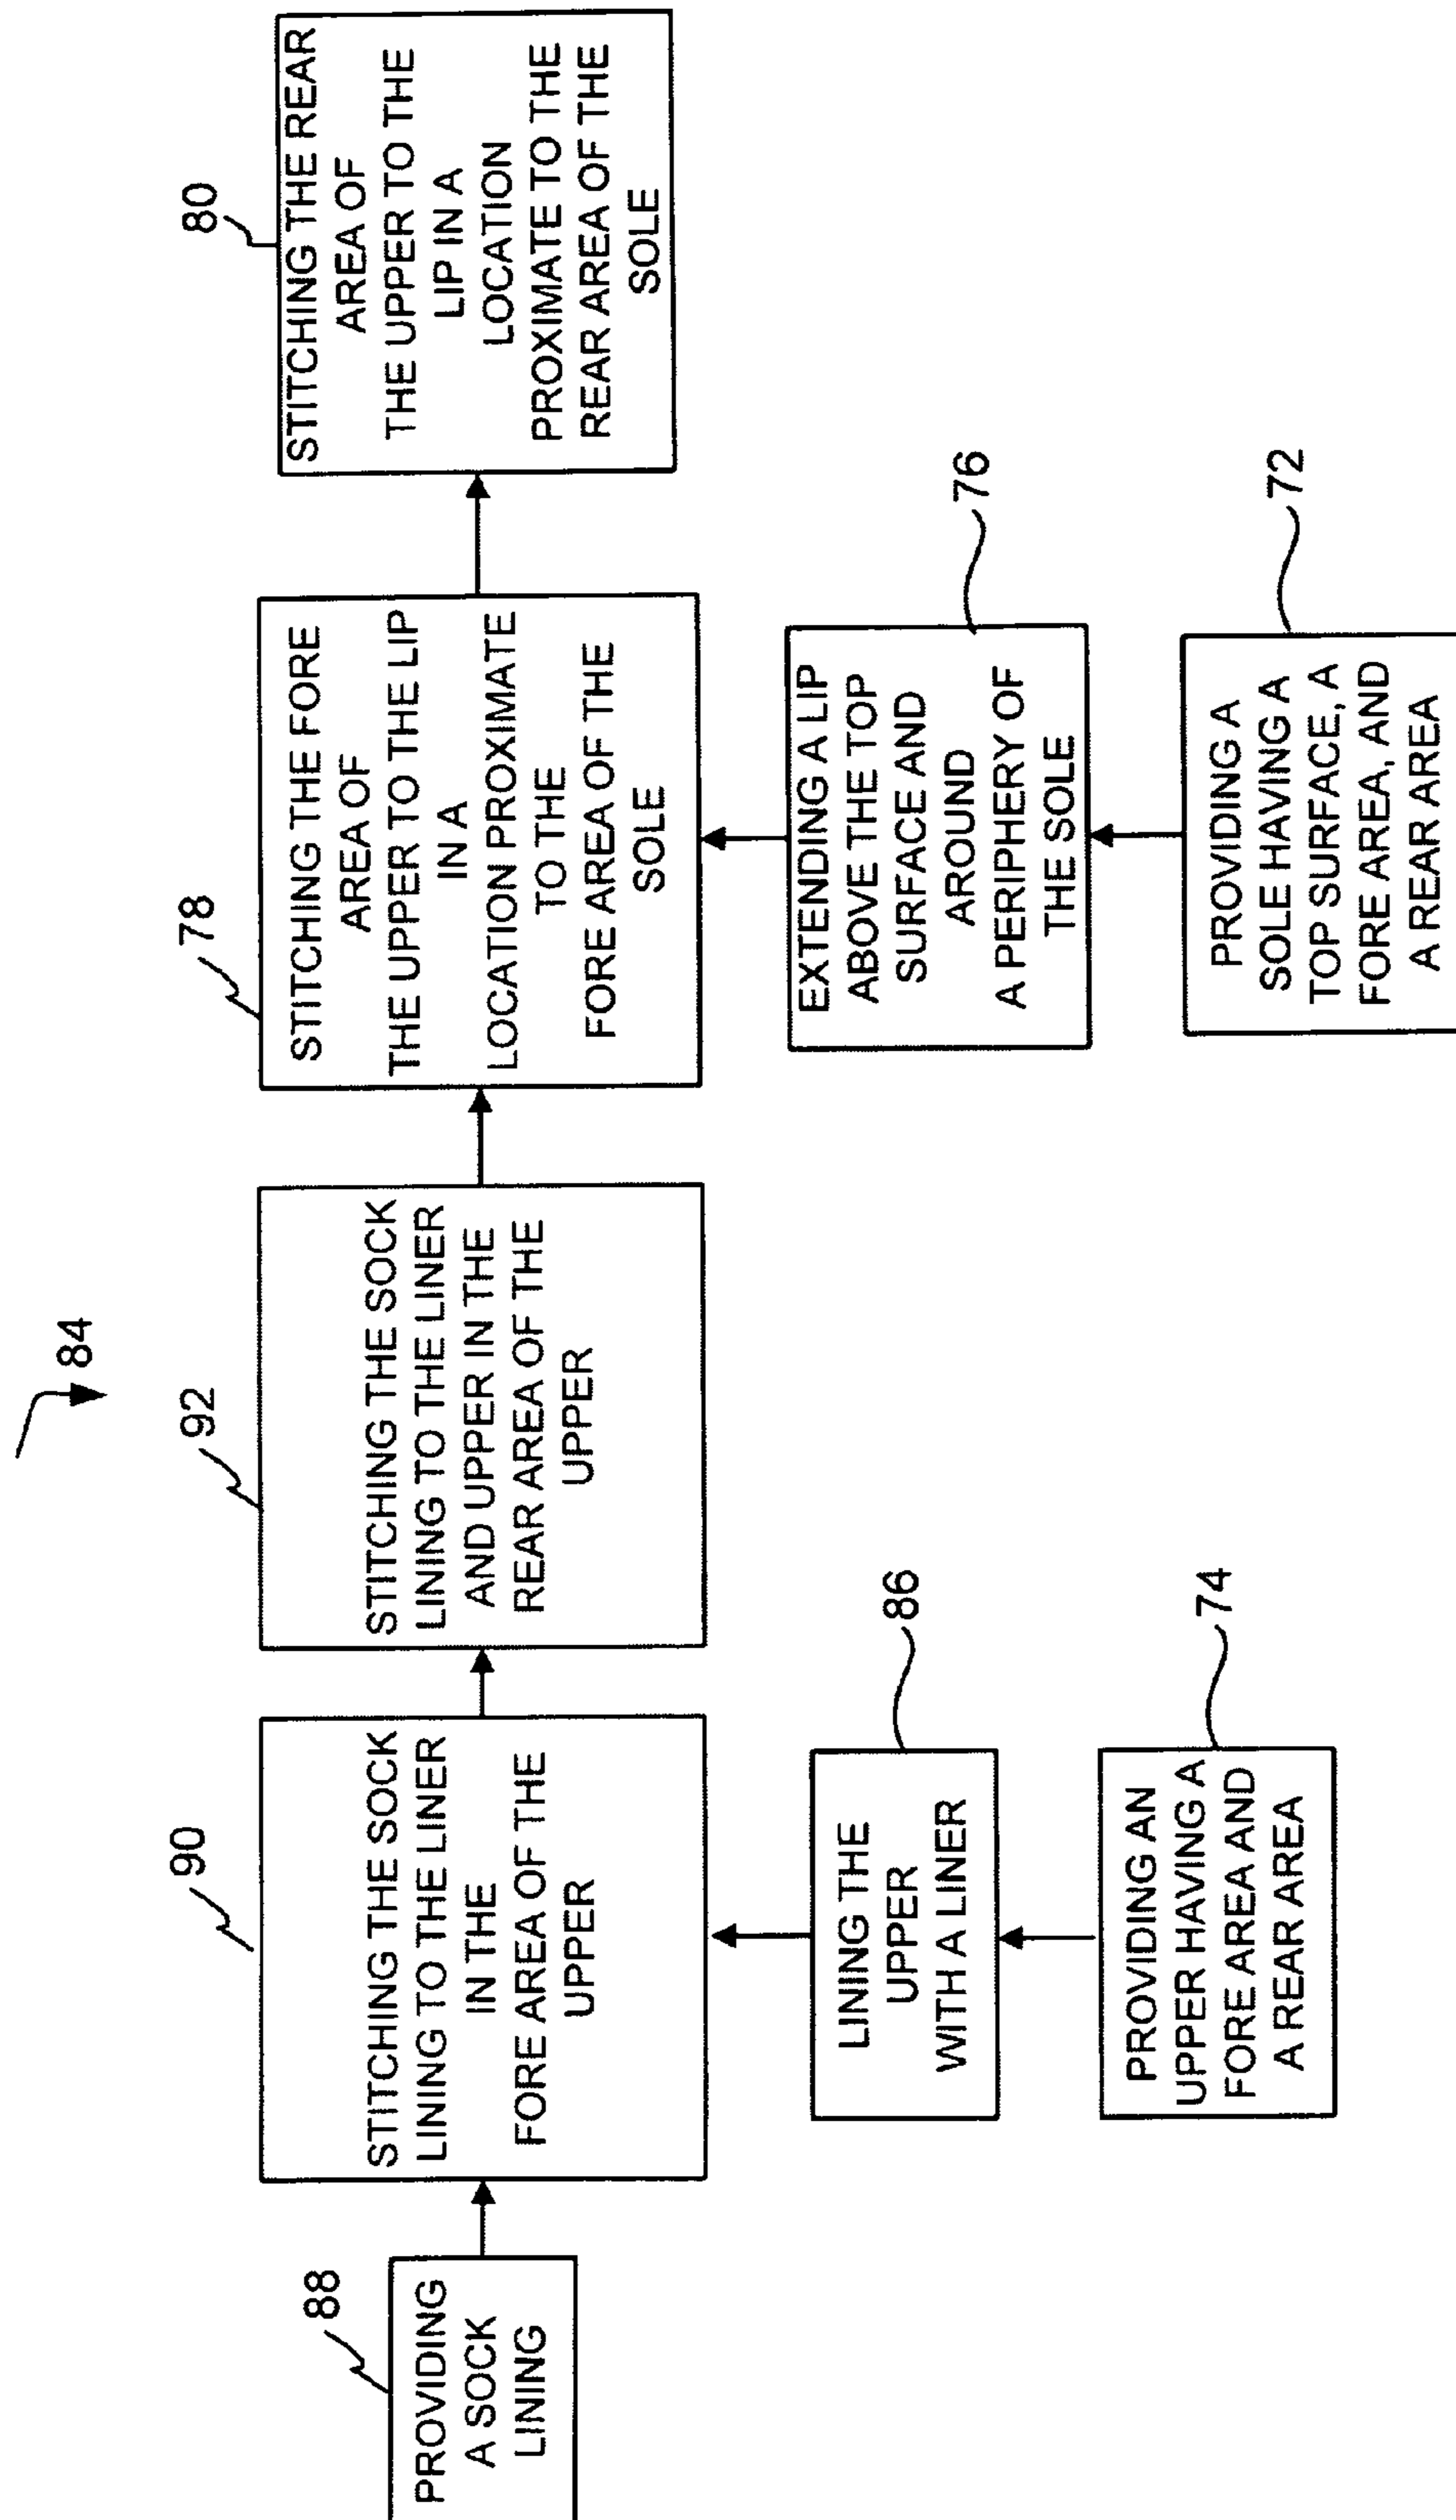 84
88
PROVIDING
A SOCK
LINING
90
STITCHING THE SOCK
LINING TO THE LINER
IN THE
FORE AREA OF THE
UPPER
92
STITCHING THE SOCK
LINING TO THE LINER
AND UPPER IN THE
REAR AREA OF THE
UPPER
78
STITCHING THE FORE
AREA OF
THE UPPER TO THE LIP
IN A
LOCATION PROXIMATE
TO THE
FORE AREA OF THE
SOLE
80
STITCHING THE REAR
AREA OF
THE UPPER TO THE
LIP IN A
LOCATION
PROXIMATE TO THE
REAR AREA OF THE
SOLE
86
LINING THE
UPPER
WITH A LINER
76
EXTENDING A LIP
ABOVE THE TOP
SURFACE AND
AROUND
A PERIPHERY OF
THE SOLE
74
PROVIDING AN
UPPER HAVING A
FORE AREA AND
A REAR AREA
72
PROVIDING A
SOLE HAVING A
TOP SURFACE, A
FORE AREA, AND
A REAR AREA